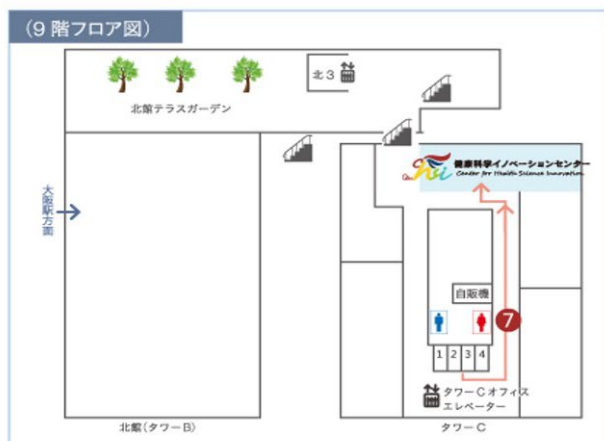 (9階フロア図)
北3
北館テラスガーデン
chsi
健康科学イノベーションセンター
Center for Health Science Innovation
大阪駅方面
自販機
7
1 2 3 4
タワーCオフィス
エレベーター
北館(タワーB)
タワーC